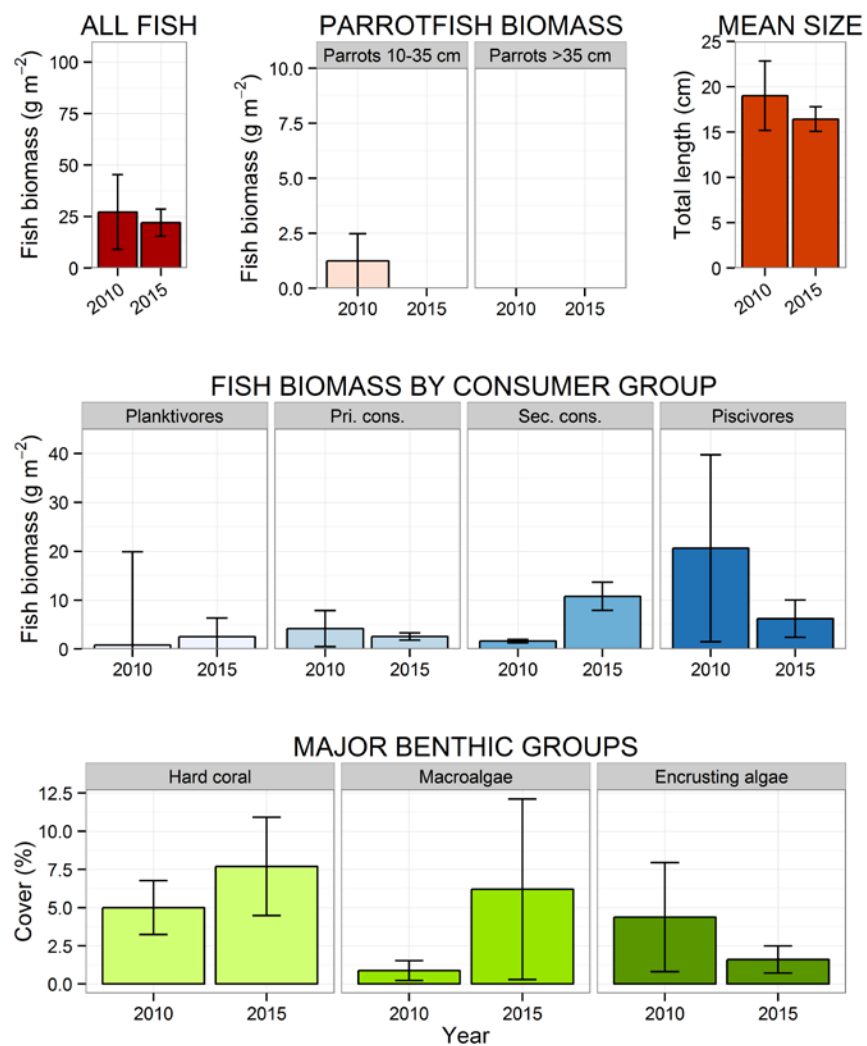 ALL FISH
Fish biomass (g m⁻²)
100
75
50
25
0
2010
2015
PARROTFISH BIOMASS
Parrots 10-35 cm
Parrots >35 cm
Fish biomass (g m⁻²)
10.0
7.5
5.0
2.5
0.0
2010
2015
2010
2015
MEAN SIZE
Total length (cm)
25
20
15
10
5
0
2010
2015
FISH BIOMASS BY CONSUMER GROUP
Planktivores
Pri. cons.
Sec. cons.
Piscivores
Fish biomass (g m⁻²)
40
30
20
10
0
2010
2015
2010
2015
2010
2015
2010
2015
MAJOR BENTHIC GROUPS
Hard coral
Macroalgae
Encrusting algae
Cover (%)
12.5
10.0
7.5
5.0
2.5
0.0
2010
2015
2010
2015
2010
2015
Year